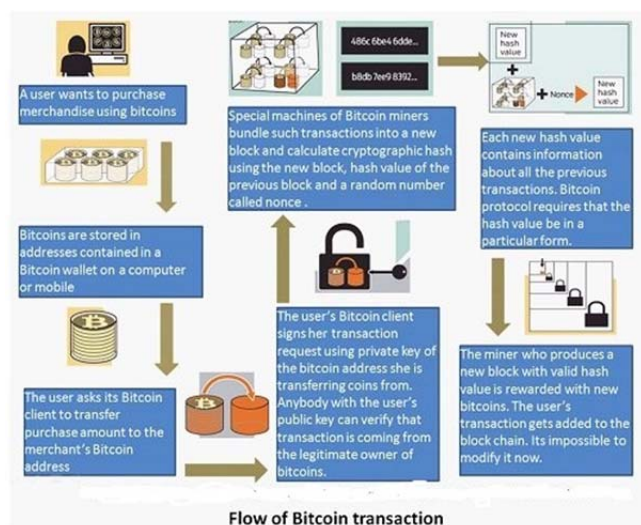 A user wants to purchase
merchandise using bitcoins
Bitcoins are stored in
addresses contained in a
Bitcoin wallet on a computer
or mobile
The user asks its Bitcoin
client to transfer
purchase amount to the
merchant's Bitcoin
address
The user's Bitcoin client
signs her transaction
request using private key of
the bitcoin address she is
transferring coins from.
Anybody with the user's
public key can verify that
transaction is coming from
the legitimate owner of
bitcoins.
486c 6be4 6dde...
b8db 7ee9 8392...
Special machines of Bitcoin miners
bundle such transactions into a new
block and calculate cryptographic hash
using the new block, hash value of the
previous block and a random number
called nonce .
New
hash
value
+
+ Nonce
New
hash
value
Each new hash value
contains information
about all the previous
transactions. Bitcoin
protocol requires that the
hash value be in a
particular form.
The miner who produces a
new block with valid hash
value is rewarded with new
bitcoins. The user's
transaction gets added to the
block chain. Its impossible to
modify it now.
Flow of Bitcoin transaction